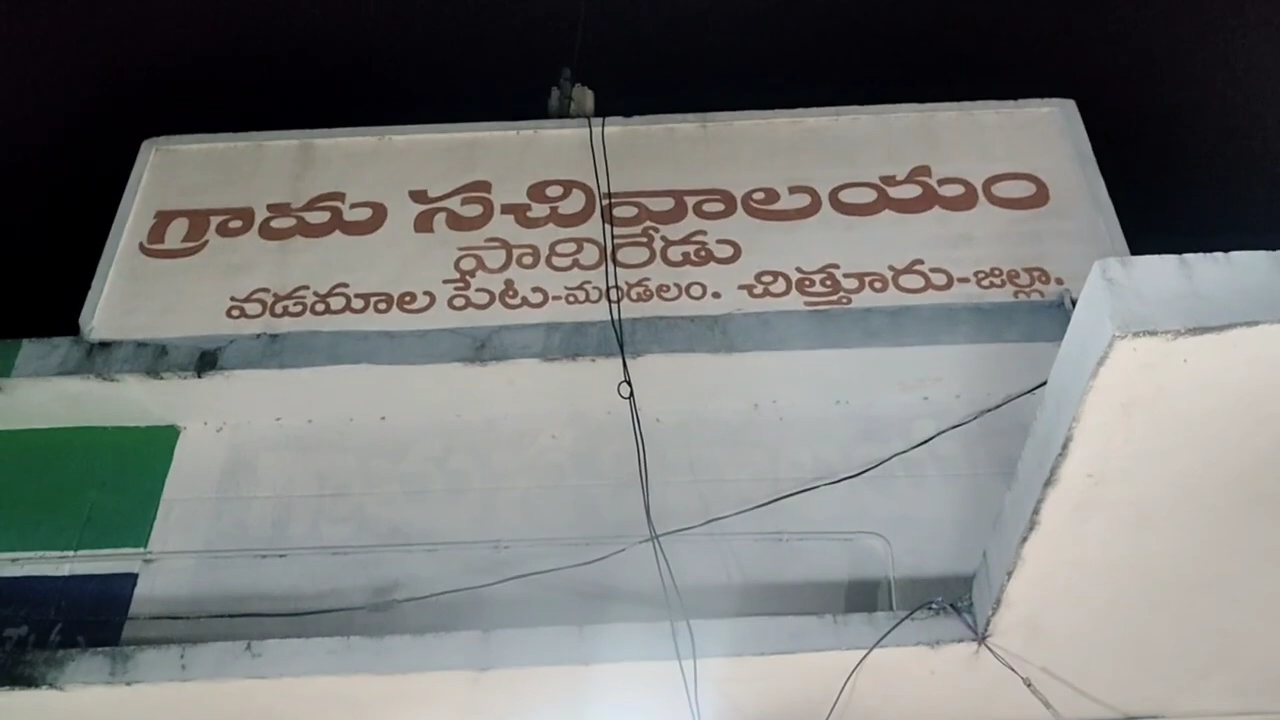 గ్రామ సచివాలయం
పాదిరేడు
వడమాల పేట-మండలం. చిత్తూరు-జిల్లా.